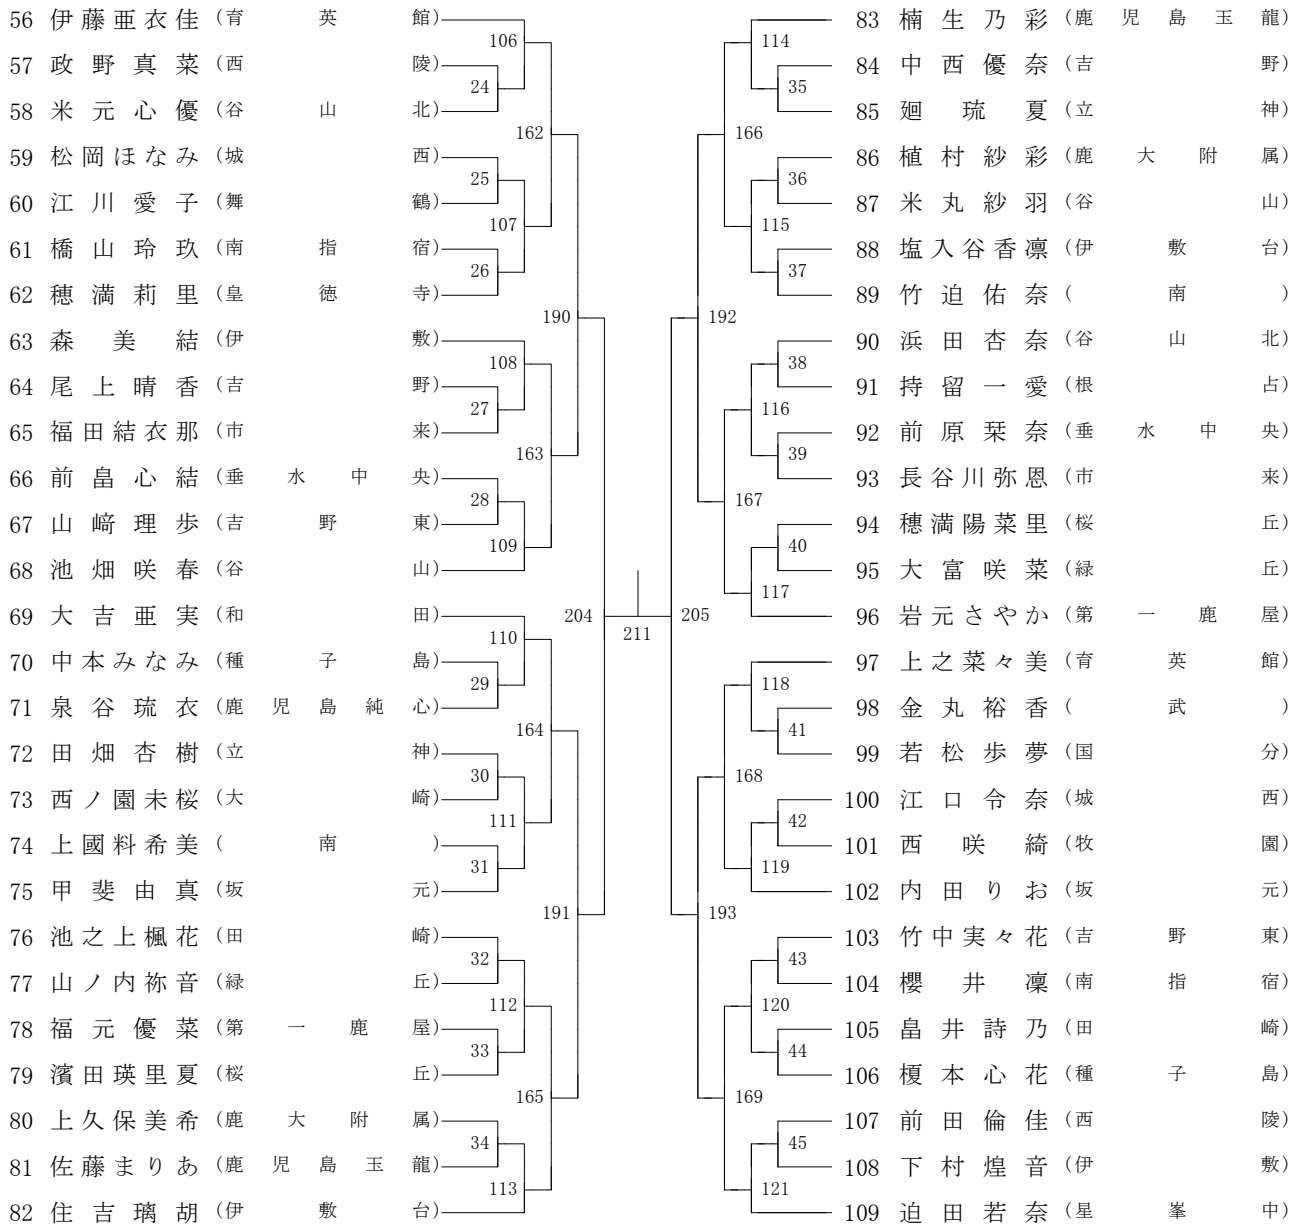 56 伊藤亜衣佳 (育英館)
57 政野真菜 (西陵)
58 米元心優 (谷山北)
59 松岡ほなみ (城西)
60 江川愛子 (舞鶴)
61 橋山玲玖 (南指宿)
62 穂満莉里 (皇徳寺)
63 森美結 (伊敷)
64 尾上晴香 (吉野)
65 福田結衣那 (市来)
66 前畠心結 (垂水中央)
67 山﨑理歩 (吉野東)
68 池畑咲春 (谷山)
69 大吉亜実 (和田)
70 中本みなみ (種子島)
71 泉谷琉衣 (鹿児島純心)
72 田畑杏樹 (立神)
73 西ノ園未桜 (大崎)
74 上國料希美 (南)
75 甲斐由真 (坂元)
76 池之上楓花 (田崎)
77 山ノ内祢音 (緑丘)
78 福元優菜 (第一鹿屋)
79 濱田瑛里夏 (桜丘)
80 上久保美希 (鹿大附属)
81 佐藤まりあ (鹿児島玉龍)
82 住吉璃胡 (伊敷台)
106
24
162
25
107
26
190
108
27
163
28
109
204
110
29
164
30
111
31
191
32
112
33
165
34
113
211
114
35
166
36
115
37
192
38
116
39
167
40
117
205
118
41
168
42
119
193
43
120
44
169
45
121
83 楠生乃彩 (鹿児島玉龍)
84 中西優奈 (吉野)
85 廻琉夏 (立神)
86 植村紗彩 (鹿大附属)
87 米丸紗羽 (谷山)
88 塩入谷香凛 (伊敷台)
89 竹迫佑奈 (南)
90 浜田杏奈 (谷山北)
91 持留一愛 (根占)
92 前原栞奈 (垂水中央)
93 長谷川弥恩 (市来)
94 穂満陽菜里 (桜丘)
95 大富咲菜 (緑丘)
96 岩元さやか (第一鹿屋)
97 上之菜々美 (育英館)
98 金丸裕香 (武)
99 若松歩夢 (国分)
100 江口令奈 (城西)
101 西咲綺 (牧園)
102 内田りお (坂元)
103 竹中実々花 (吉野東)
104 櫻井凜 (南指宿)
105 畠井詩乃 (田崎)
106 榎本心花 (種子島)
107 前田倫佳 (西陵)
108 下村煌音 (伊敷)
109 迫田若奈 (星峯中)